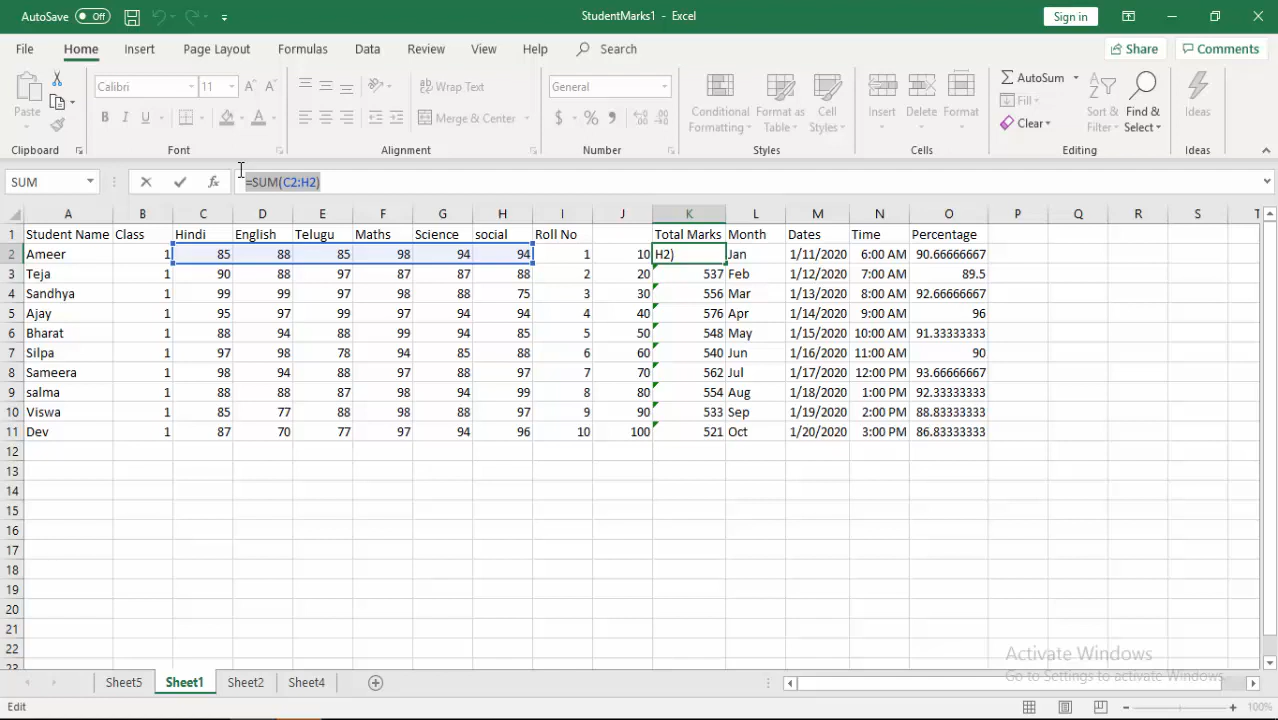 AutoSave Off StudentMarks1 - Excel Sign in
File Home Insert Page Layout Formulas Data Review View Help Search Share Comments
Paste Calibri 11 A A Wrap Text General Conditional Formatting Format as Table Cell Styles Insert Delete Format AutoSum Fill Clear Sort & Filter Find & Select Ideas
B I U A Merge & Center $ % ,
Clipboard Font Alignment Number Styles Cells Editing Ideas
SUM fx =SUM(C2:H2)
A B C D E F G H I J K L M N O P Q R S T
1 Student Name Class Hindi English Telugu Maths Science social Roll No Total Marks Month Dates Time Percentage
2 Ameer 1 85 88 85 98 94 94 1 10 H2) Jan 1/11/2020 6:00 AM 90.66666667
3 Teja 1 90 88 97 87 87 88 2 20 537 Feb 1/12/2020 7:00 AM 89.5
4 Sandhya 1 99 99 97 98 88 75 3 30 556 Mar 1/13/2020 8:00 AM 92.66666667
5 Ajay 1 95 97 99 97 94 94 4 40 576 Apr 1/14/2020 9:00 AM 96
6 Bharat 1 88 94 88 99 94 85 5 50 548 May 1/15/2020 10:00 AM 91.33333333
7 Silpa 1 97 98 78 94 85 88 6 60 540 Jun 1/16/2020 11:00 AM 90
8 Sameera 1 98 94 88 97 88 97 7 70 562 Jul 1/17/2020 12:00 PM 93.66666667
9 salma 1 88 88 87 98 94 99 8 80 554 Aug 1/18/2020 1:00 PM 92.33333333
10 Viswa 1 85 77 88 98 88 97 9 90 533 Sep 1/19/2020 2:00 PM 88.83333333
11 Dev 1 87 70 77 97 94 96 10 100 521 Oct 1/20/2020 3:00 PM 86.83333333
12
13
14
15
16
17
18
19
20
21
22
23
Activate Windows
Go to Settings to activate Windows.
Sheet5 Sheet1 Sheet2 Sheet4
Edit 100%